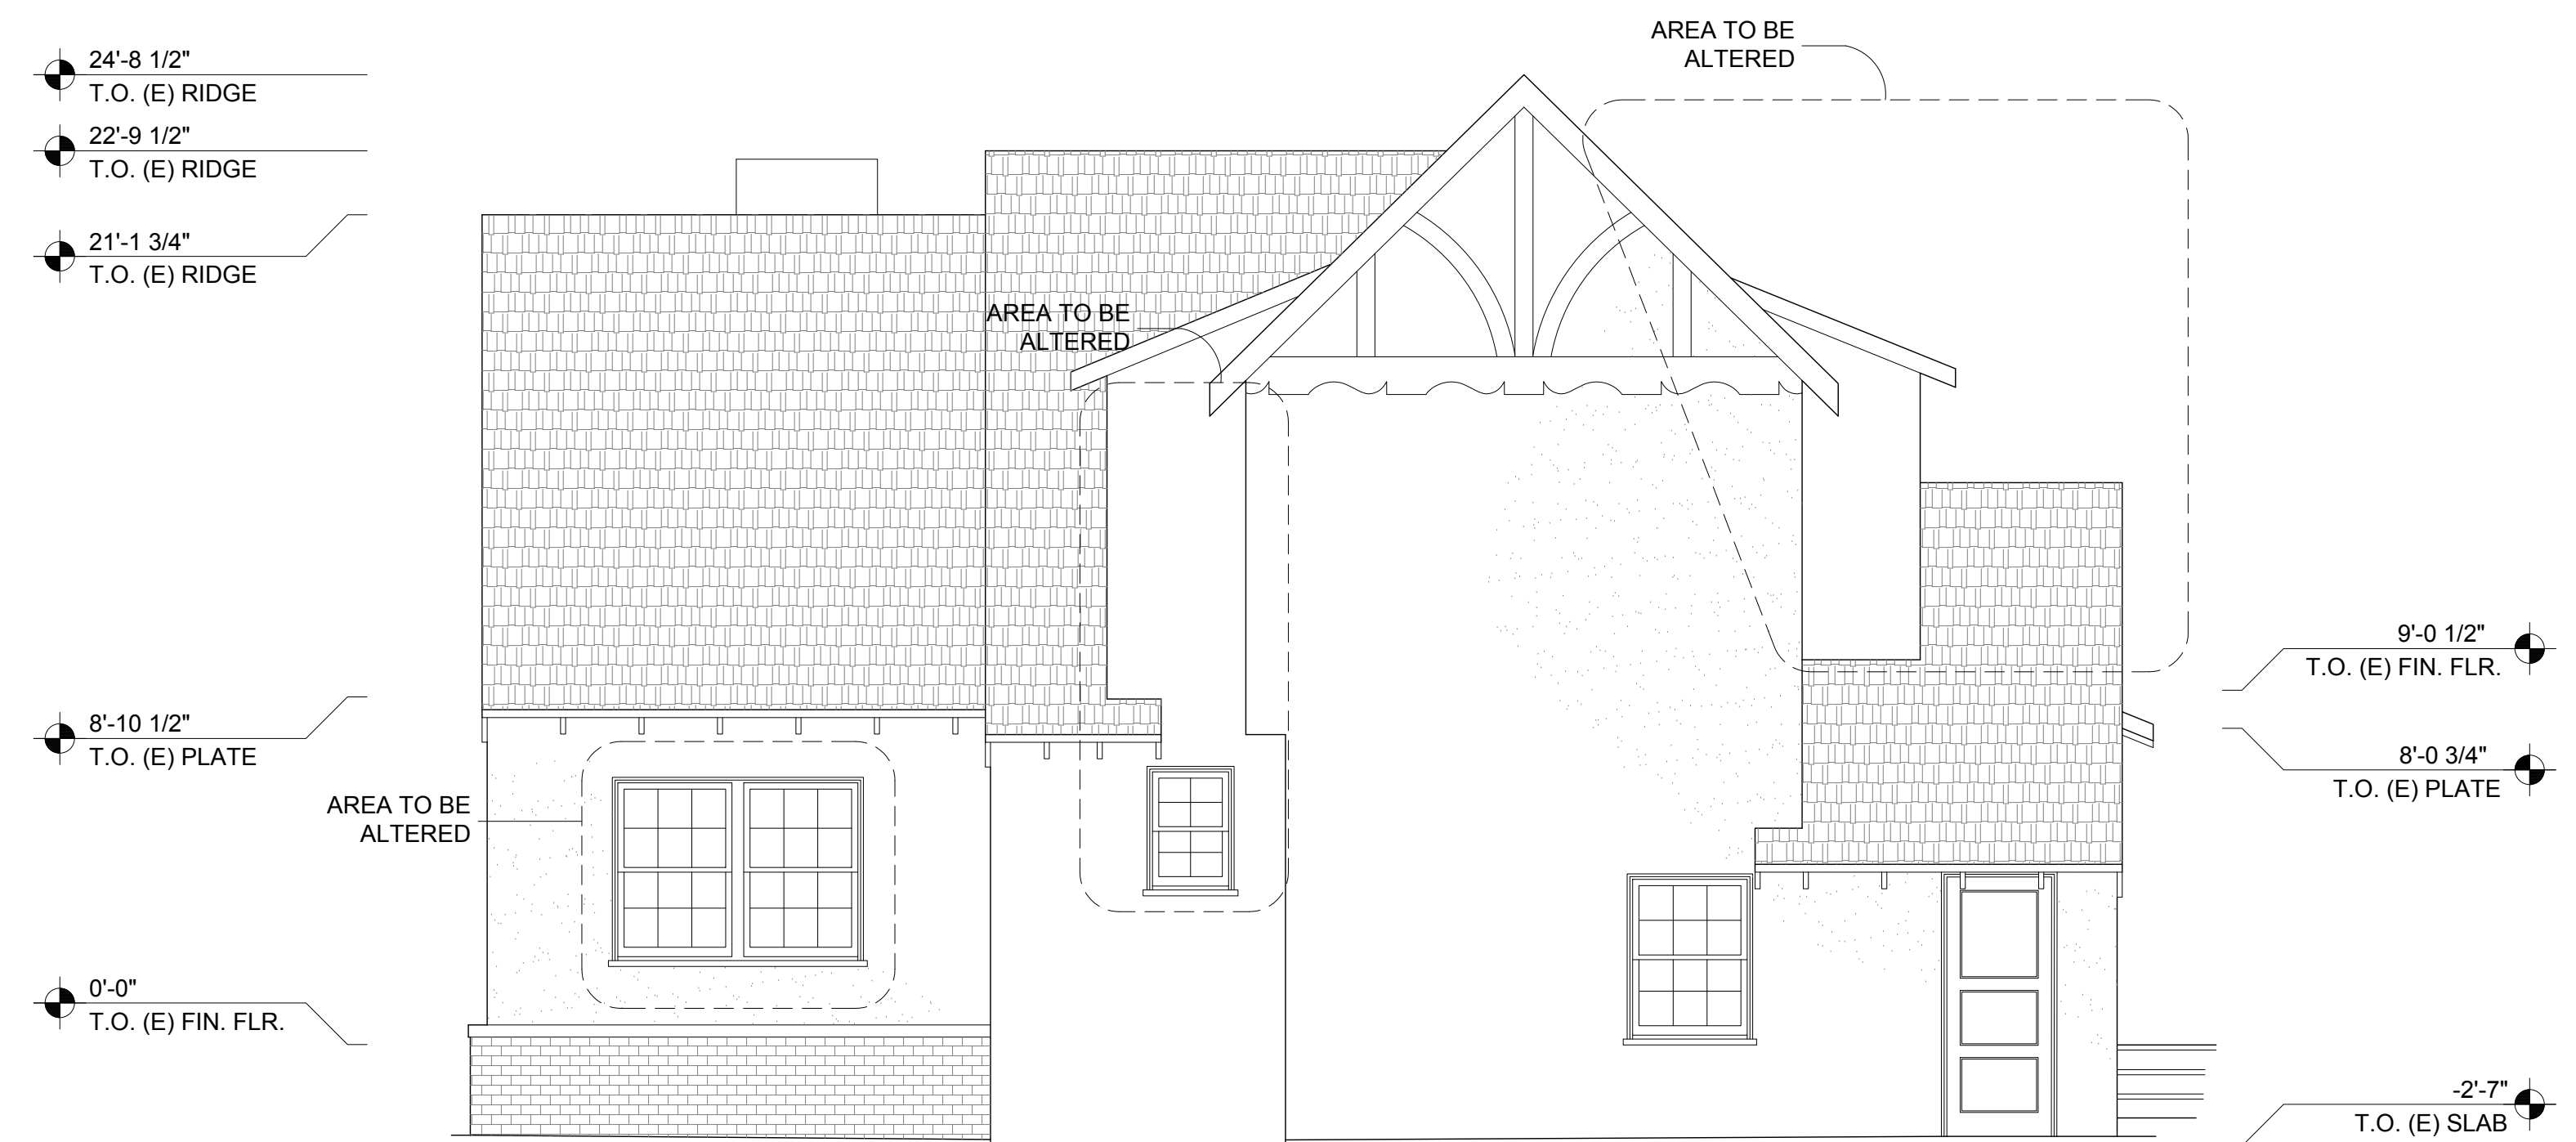 AREA TO BE
ALTERED
24'-8 1/2"
T.O. (E) RIDGE
22'-9 1/2"
T.O. (E) RIDGE
21'-1 3/4"
T.O. (E) RIDGE
AREA TO BE
ALTERED
9'-0 1/2"
T.O. (E) FIN. FLR.
8'-10 1/2"
T.O. (E) PLATE
8'-0 3/4"
T.O. (E) PLATE
AREA TO BE
ALTERED
0'-0"
T.O. (E) FIN. FLR.
-2'-7"
T.O. (E) SLAB